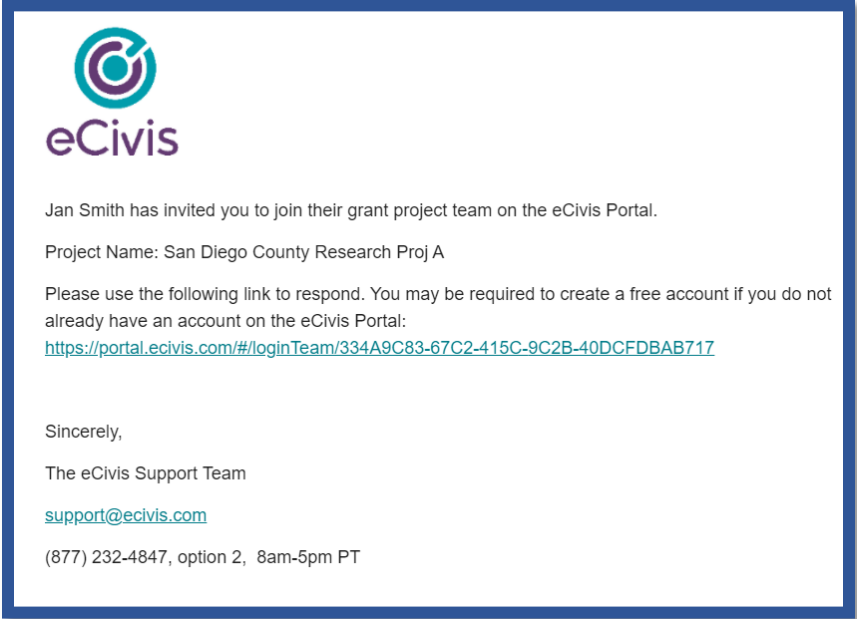 eCivis
Jan Smith has invited you to join their grant project team on the eCivis Portal.
Project Name: San Diego County Research Proj A
Please use the following link to respond. You may be required to create a free account if you do not
already have an account on the eCivis Portal:
https://portal.ecivis.com/#/loginTeam/334A9C83-67C2-415C-9C2B-40DCFDBAB717
Sincerely,
The eCivis Support Team
support@ecivis.com
(877) 232-4847, option 2,  8am-5pm PT